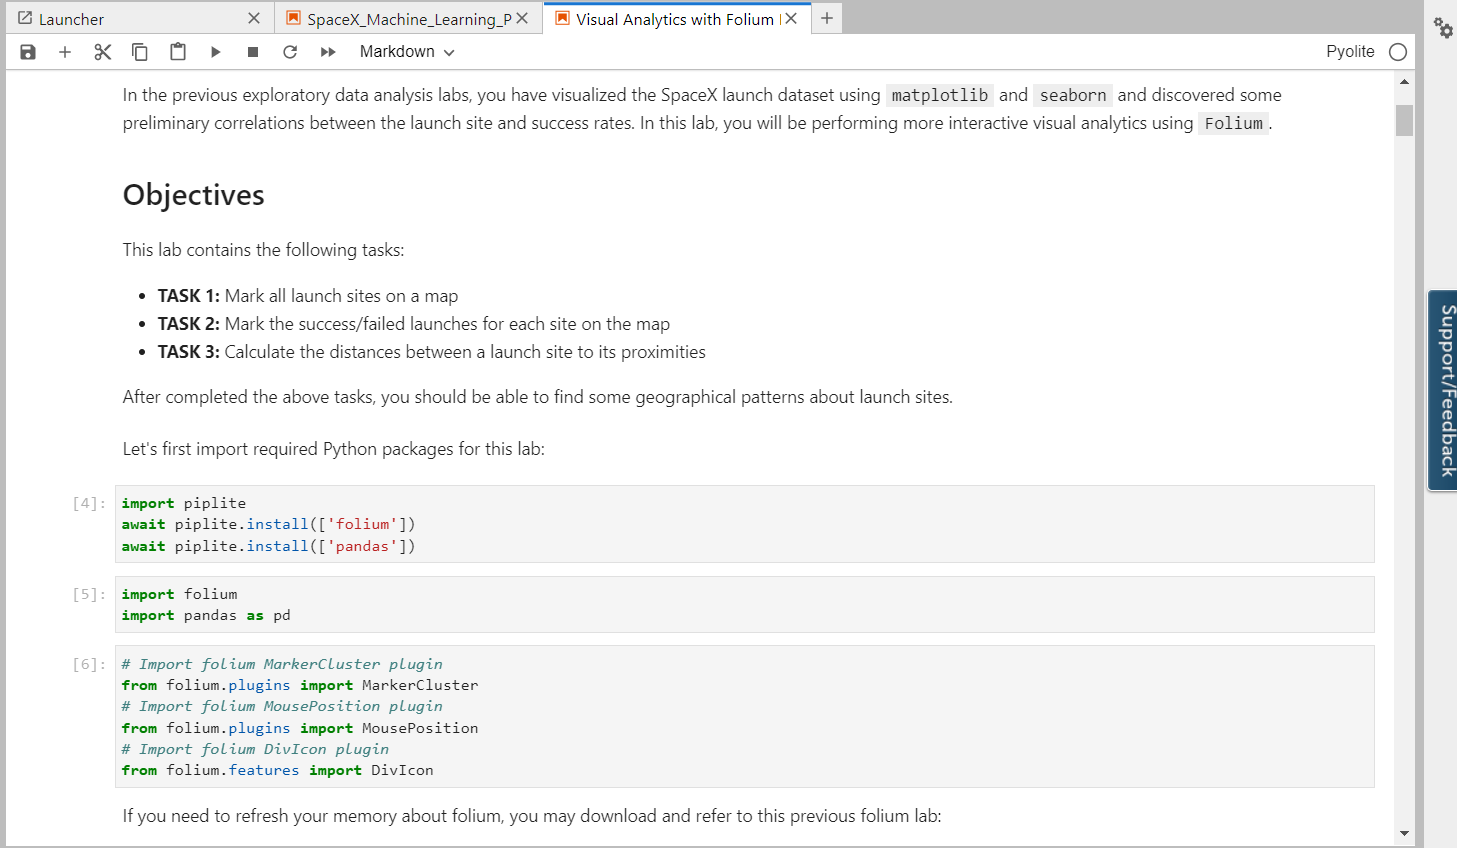 Launcher
SpaceX_Machine_Learning_P
Visual Analytics with Folium
Markdown
Pyolite
In the previous exploratory data analysis labs, you have visualized the SpaceX launch dataset using matplotlib and seaborn and discovered some
preliminary correlations between the launch site and success rates. In this lab, you will be performing more interactive visual analytics using Folium.
Objectives
This lab contains the following tasks:
• TASK 1: Mark all launch sites on a map
• TASK 2: Mark the success/failed launches for each site on the map
• TASK 3: Calculate the distances between a launch site to its proximities
After completed the above tasks, you should be able to find some geographical patterns about launch sites.
Let's first import required Python packages for this lab:
[4]: import piplite
await piplite.install(['folium'])
await piplite.install(['pandas'])
[5]: import folium
import pandas as pd
[6]: # Import folium MarkerCluster plugin
from folium.plugins import MarkerCluster
# Import folium MousePosition plugin
from folium.plugins import MousePosition
# Import folium DivIcon plugin
from folium.features import DivIcon
If you need to refresh your memory about folium, you may download and refer to this previous folium lab:
Support/Feedback